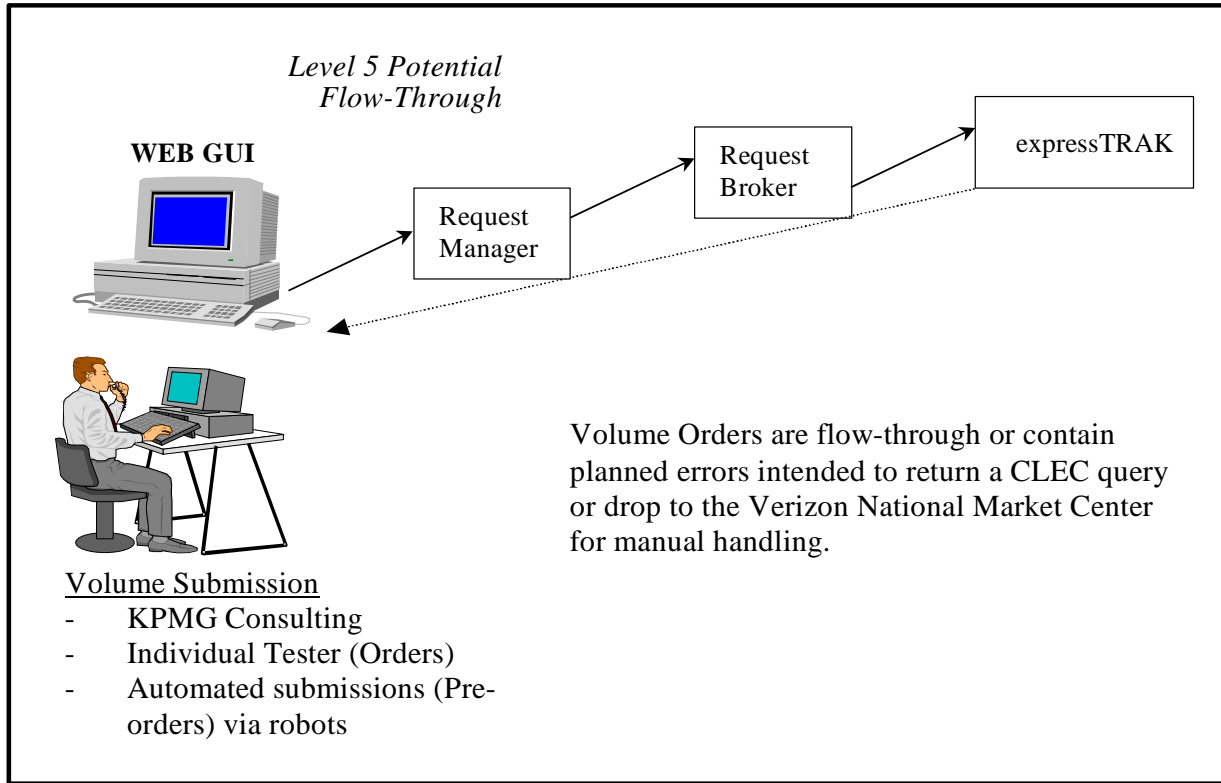 Level 5 Potential
Flow-Through
WEB GUI
Request
Manager
Request
Broker
expressTRAK
Volume Orders are flow-through or contain
planned errors intended to return a CLEC query
or drop to the Verizon National Market Center
for manual handling.
Volume Submission
- KPMG Consulting
- Individual Tester (Orders)
- Automated submissions (Pre-
orders) via robots